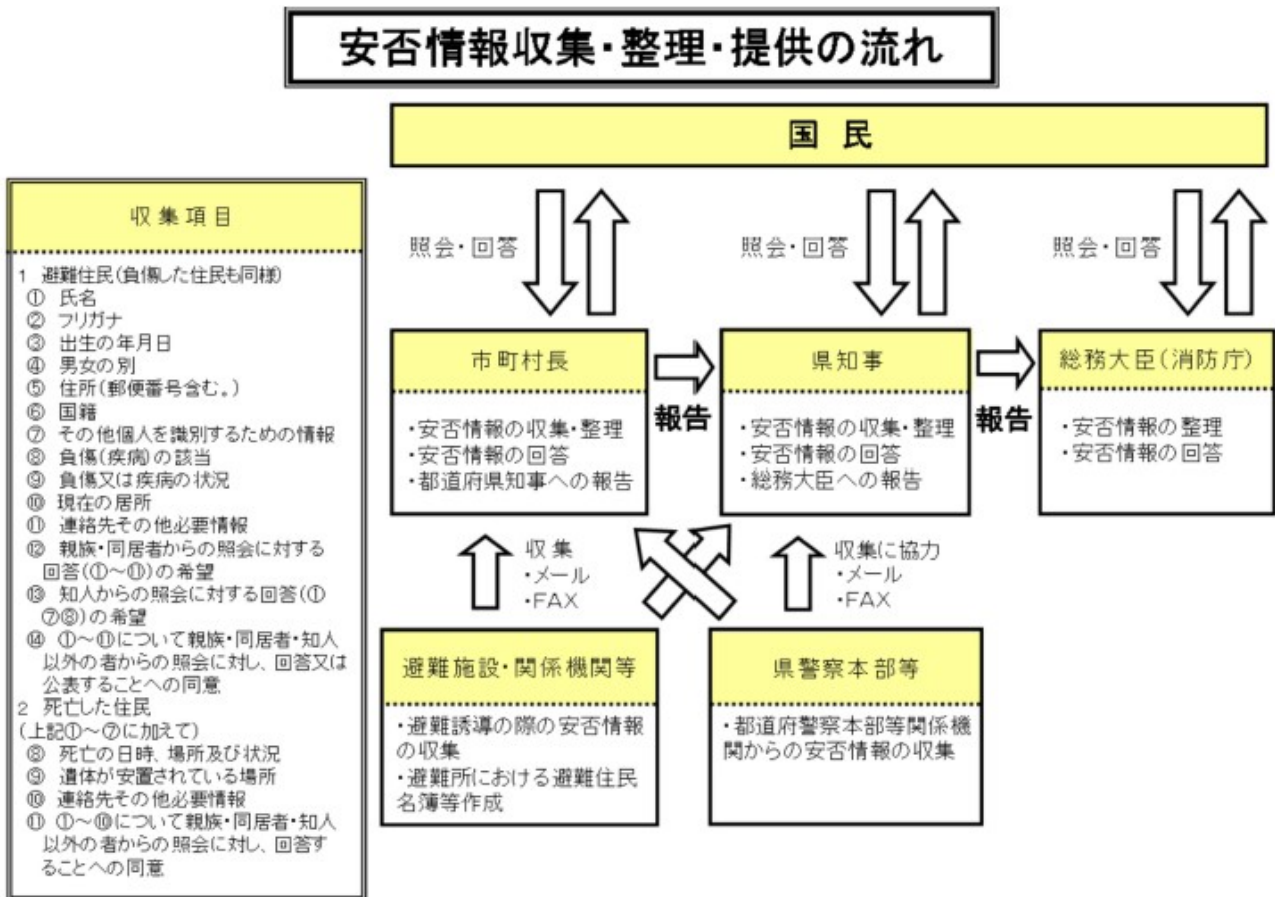 安否情報収集・整理・提供の流れ
国 民
収集項目
1 避難住民(負傷した住民も同様)
① 氏名
② フリガナ
③ 出生の年月日
④ 男女の別
⑤ 住所(郵便番号含む。)
⑥ 国籍
⑦ その他個人を識別するための情報
⑧ 負傷(疾病)の該当
⑨ 負傷又は疾病の状況
⑩ 現在の居所
⑪ 連絡先その他必要情報
⑫ 親族・同居者からの照会に対する
回答(①~⑪)の希望
⑬ 知人からの照会に対する回答(①
⑦⑧)の希望
⑭ ①~⑪について親族・同居者・知人
以外の者からの照会に対し、回答又は
公表することへの同意
2 死亡した住民
(上記①~⑦に加えて)
⑧ 死亡の日時、場所及び状況
⑨ 遺体が安置されている場所
⑩ 連絡先その他必要情報
⑪ ①~⑩について親族・同居者・知人
以外の者からの照会に対し、回答す
ることへの同意
照会・回答
照会・回答
照会・回答
市町村長
・安否情報の収集・整理
・安否情報の回答
・都道府県知事への報告
報告
県知事
・安否情報の収集・整理
・安否情報の回答
・総務大臣への報告
報告
総務大臣(消防庁)
・安否情報の整理
・安否情報の回答
収集
・メール
・FAX
収集に協力
・メール
・FAX
避難施設・関係機関等
・避難誘導の際の安否情報
の収集
・避難所における避難住民
名簿等作成
県警察本部等
・都道府警察本部等関係機
関からの安否情報の収集